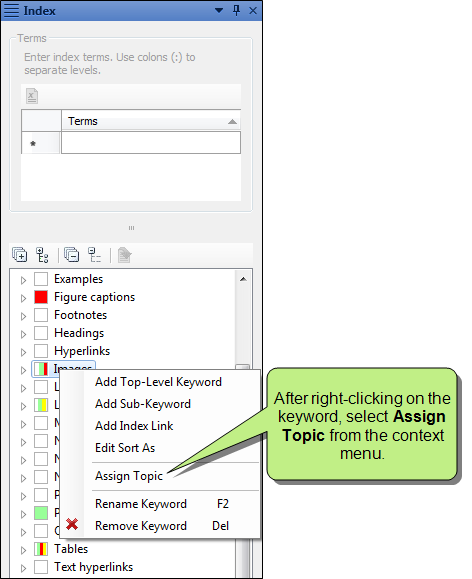 Index
Terms
Enter index terms. Use colons (:) to
separate levels.
Terms
*
Examples
Figure captions
Footnotes
Headings
Hyperlinks
Images
Add Top-Level Keyword
Add Sub-Keyword
Add Index Link
Edit Sort As
Assign Topic
Rename Keyword F2
Remove Keyword Del
Tables
Text hyperlinks
After right-clicking on the
keyword, select Assign
Topic from the context
menu.